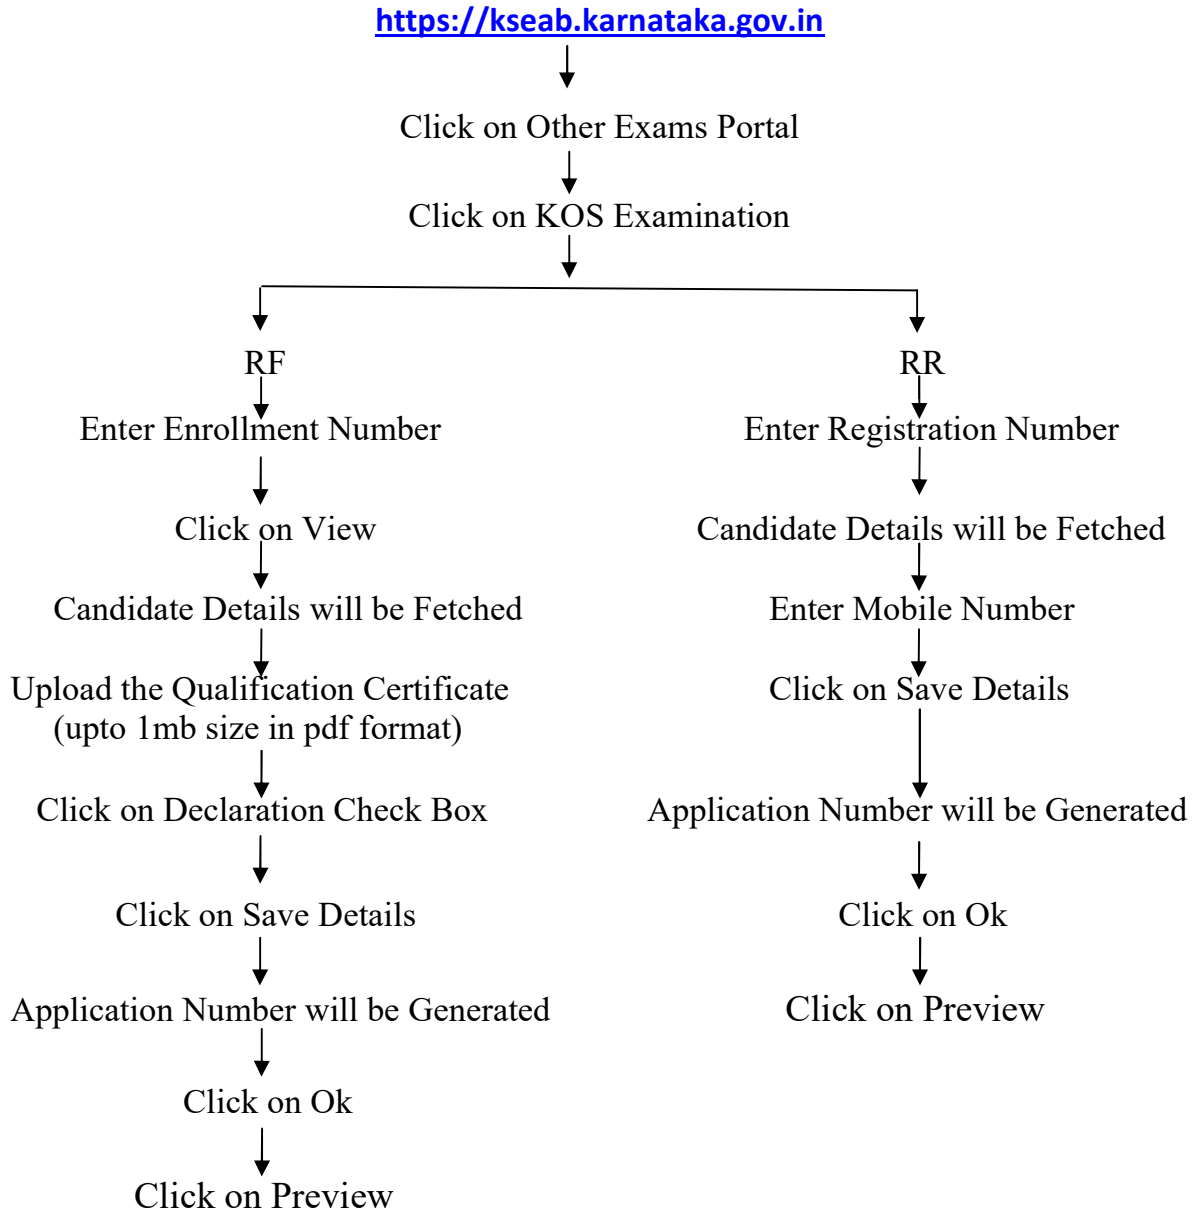 https://kseab.karnataka.gov.in
Click on Other Exams Portal
Click on KOS Examination
RF
Enter Enrollment Number
Click on View
Candidate Details will be Fetched
Upload the Qualification Certificate
(upto 1mb size in pdf format)
Click on Declaration Check Box
Click on Save Details
Application Number will be Generated
Click on Ok
Click on Preview
RR
Enter Registration Number
Candidate Details will be Fetched
Enter Mobile Number
Click on Save Details
Application Number will be Generated
Click on Ok
Click on Preview